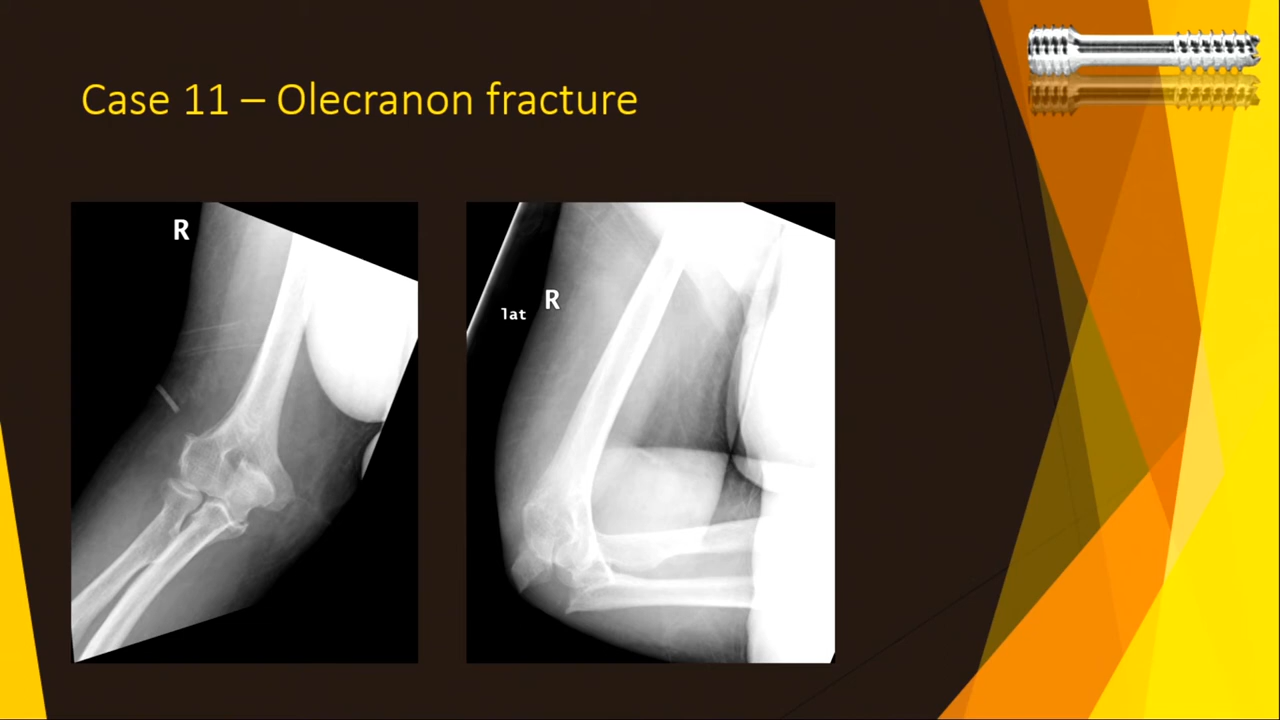 Case 11 – Olecranon fracture
R
R
lat